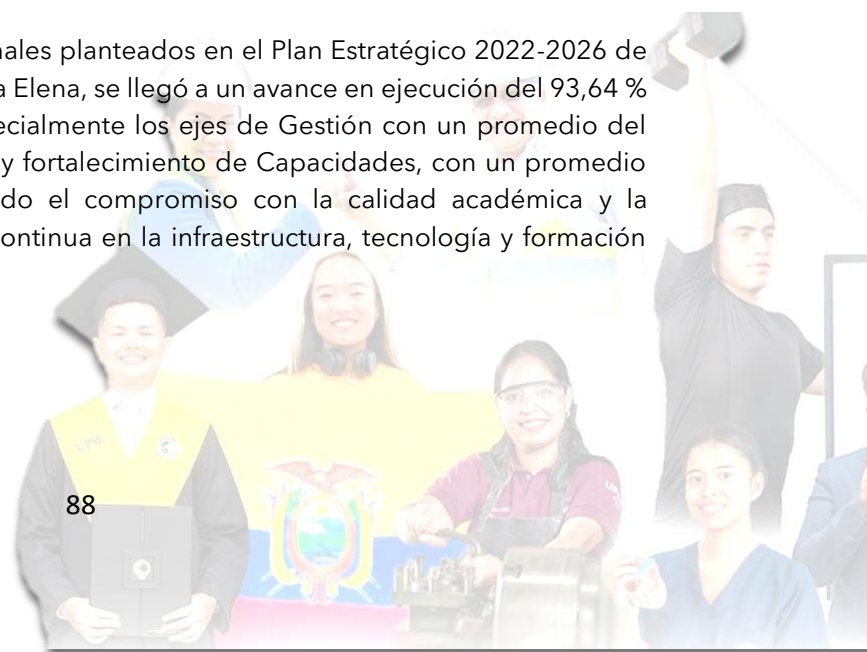 nales planteados en el Plan Estratégico 2022-2026 de
a Elena, se llegó a un avance en ejecución del 93,64 %
ecialmente los ejes de Gestión con un promedio del
y fortalecimiento de Capacidades, con un promedio
do el compromiso con la calidad académica y la
ontinua en la infraestructura, tecnología y formación
UPSE
88